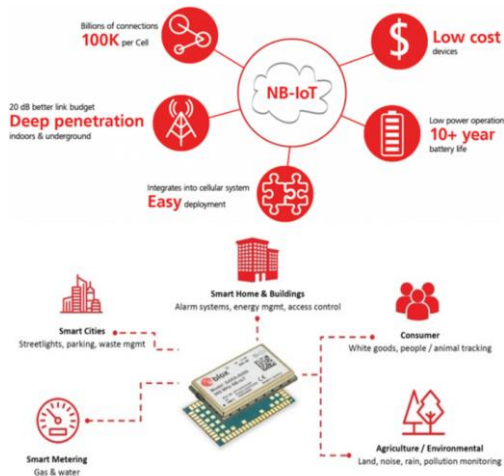 Billions of connections
100K per Cell
Low cost
devices
NB-IoT
20 dB better link budget
Deep penetration
indoors & underground
Low power operation
10+ year
battery life
Integrates into cellular system
Easy deployment
Smart Home & Buildings
Alarm systems, energy mgmt, access control
Smart Cities
Streetlights, parking, waste mgmt
Consumer
White goods, people / animal tracking
blox
Smart Metering
Gas & water
Agriculture / Environmental
Land, noise, rain, pollution monitoring